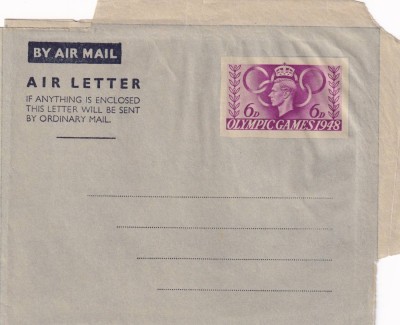 BY AIR MAIL
AIR LETTER
IF ANYTHING IS ENCLOSED
THIS LETTER WILL BE SENT
BY ORDINARY MAIL.
6D 6D
OLYMPIC GAMES 1948